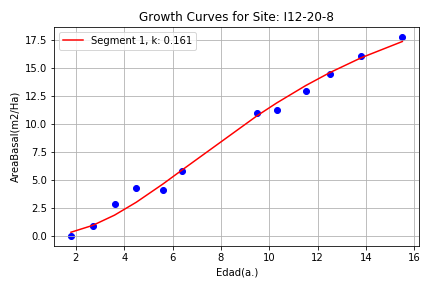 Growth Curves for Site: I12-20-8
Segment 1, k: 0.161
AreaBasal(m2/Ha)
17.5
15.0
12.5
10.0
7.5
5.0
2.5
0.0
2 4 6 8 10 12 14 16
Edad(a.)